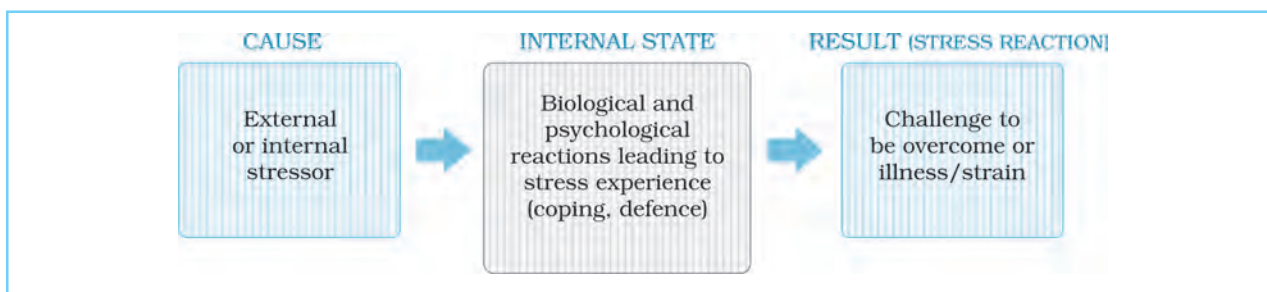 CAUSE
External
or internal
stressor
INTERNAL STATE
Biological and
psychological
reactions leading to
stress experience
(coping, defence)
RESULT (STRESS REACTION)
Challenge to
be overcome or
illness/strain